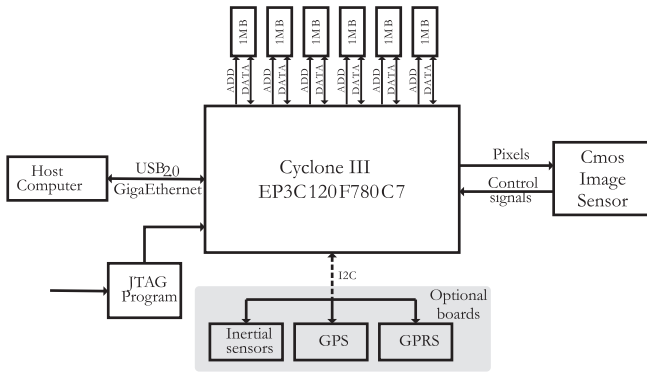 1MB 1MB 1MB 1MB 1MB 1MB
ADD DATA ADD DATA ADD DATA ADD DATA ADD DATA ADD DATA
Host
Computer
USB2.0
GigaEthernet
Cyclone III
EP3C120F780C7
Pixels
Control
signals
Cmos
Image
Sensor
JTAG
Program
I2C
Optional
boards
Inertial
sensors
GPS
GPRS